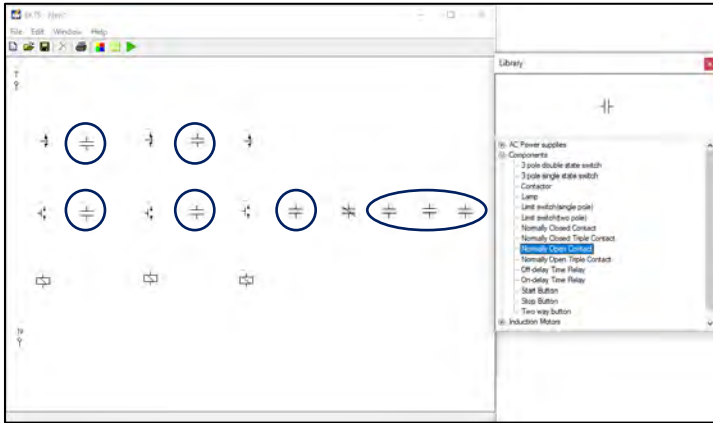 File Edit Window Help
T
N
Library
AC Power supplies
Components
3 pole double state switch
3 pole single state switch
Contactor
Lamp
Limit switch(single pole)
Limit switch(two pole)
Normally Closed Contact
Normally Closed Triple Contact
Normally Open Contact
Normally Open Triple Contact
Off-delay Time Relay
On-delay Time Relay
Start Button
Stop Button
Two way button
Induction Motors